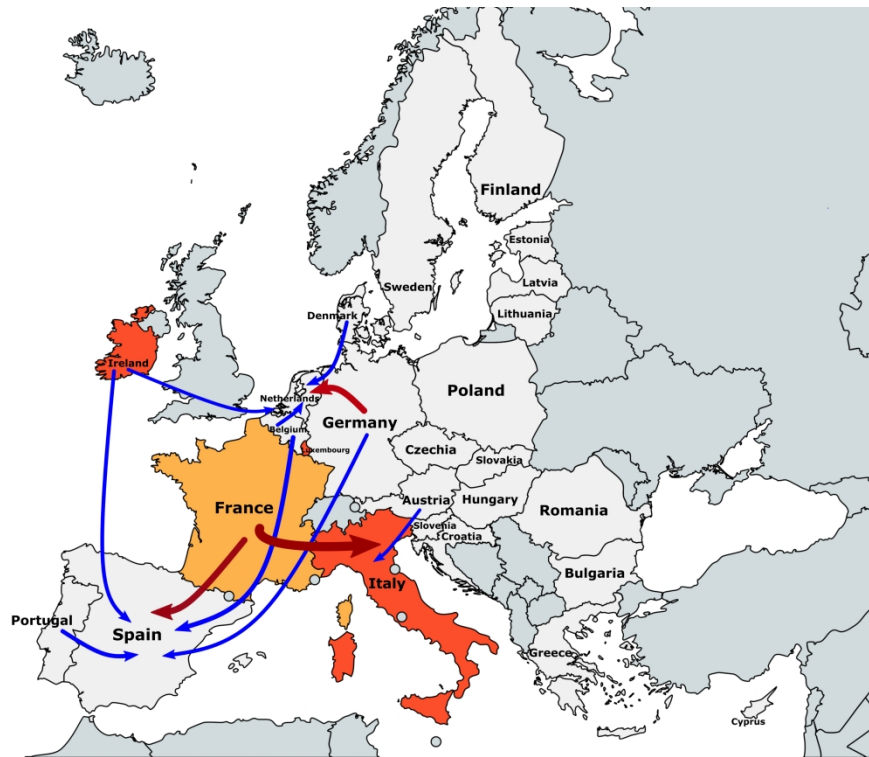 Finland
Estonia
Sweden
Latvia
Lithuania
Denmark
Ireland
Poland
Netherlands
Germany
Belgium
Luxembourg
Czechia
Slovakia
France
Austria
Hungary
Romania
Slovenia
Croatia
Italy
Bulgaria
Portugal
Spain
Greece
Cyprus